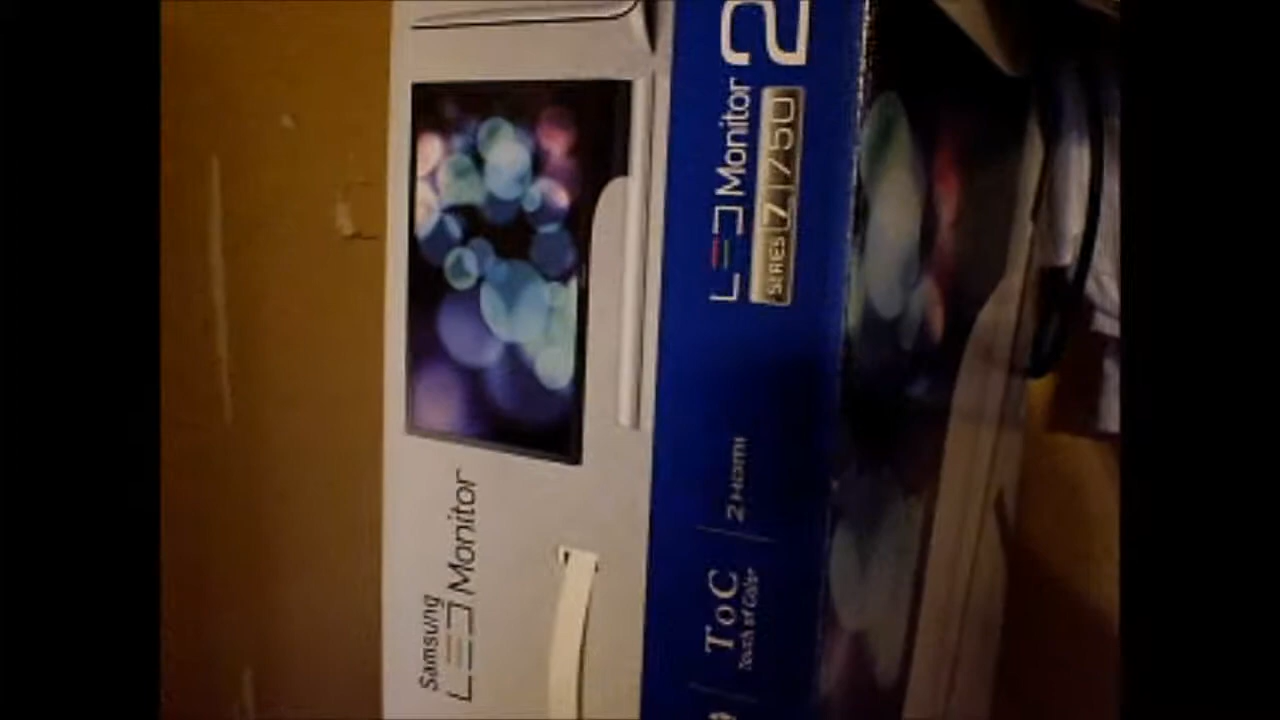 Samsung
LED Monitor
LED Monitor 2
SERIES 7 750
2 HDMI
ToC
Touch of Color